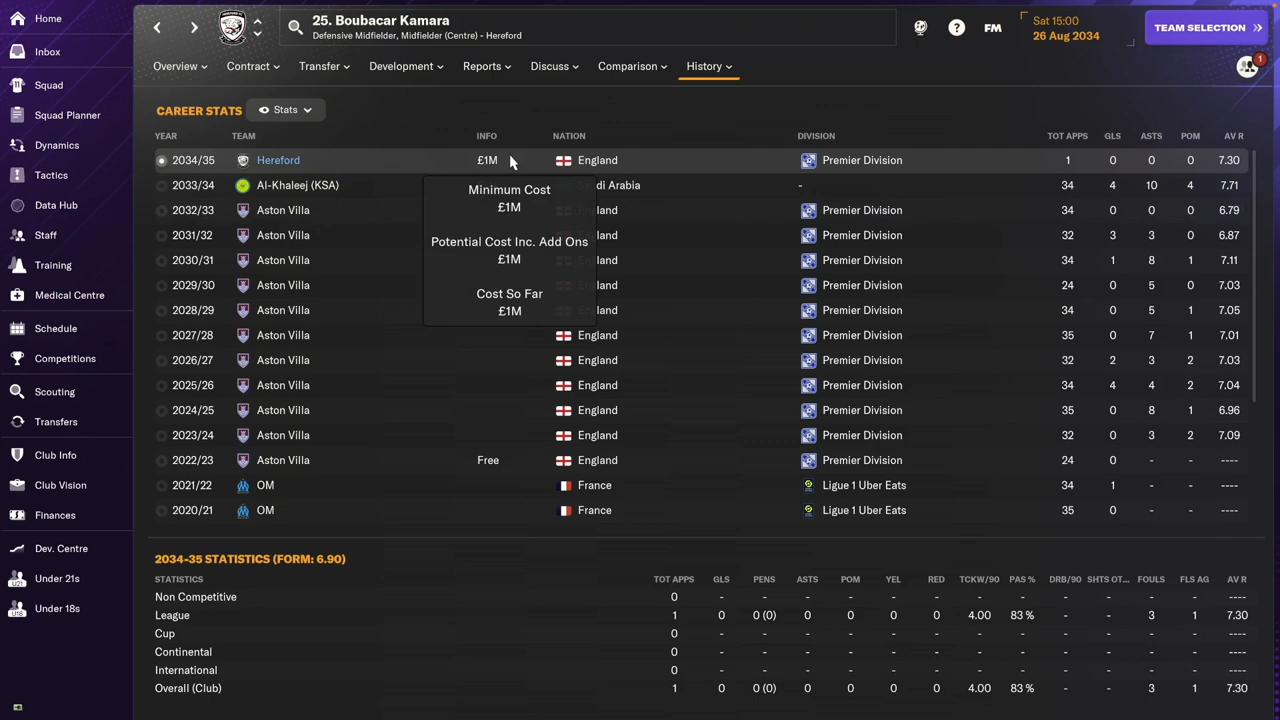 Home
Inbox
Squad
Squad Planner
Dynamics
Tactics
Data Hub
Staff
Training
Medical Centre
Schedule
Competitions
Scouting
Transfers
Club Info
Club Vision
Finances
Dev. Centre
Under 21s
Under 18s
25. Boubacar Kamara
Defensive Midfielder, Midfielder (Centre) - Hereford
FM
Sat 15:00
26 Aug 2034
TEAM SELECTION
Overview Contract Transfer Development Reports Discuss Comparison History
1
CAREER STATS Stats
YEAR TEAM INFO NATION DIVISION TOT APPS GLS ASTS POM AV R
2034/35 Hereford £1M England Premier Division 1 0 0 0 7.30
2033/34 Al-Khaleej (KSA) di Arabia - 34 4 10 4 7.71
2032/33 Aston Villa Premier Division 34 0 0 0 6.79
2031/32 Aston Villa Premier Division 32 3 3 0 6.87
2030/31 Aston Villa Premier Division 34 1 8 1 7.11
2029/30 Aston Villa Premier Division 24 0 5 0 7.03
2028/29 Aston Villa Premier Division 34 0 5 1 7.05
2027/28 Aston Villa England Premier Division 35 0 7 1 7.01
2026/27 Aston Villa England Premier Division 32 2 3 2 7.03
2025/26 Aston Villa England Premier Division 34 4 4 2 7.04
2024/25 Aston Villa England Premier Division 35 0 8 1 6.96
2023/24 Aston Villa England Premier Division 32 0 3 2 7.09
2022/23 Aston Villa Free England Premier Division 24 0 - - ----
2021/22 OM France Ligue 1 Uber Eats 34 1 - - ----
2020/21 OM France Ligue 1 Uber Eats 35 0 - - ----
Minimum Cost
£1M
Potential Cost Inc. Add Ons
£1M
Cost So Far
£1M
2034-35 STATISTICS (FORM: 6.90)
STATISTICS TOT APPS GLS PENS ASTS POM YEL RED TCKW/90 PAS % DRB/90 SHTS OT... FOULS FLS AG AV R
Non Competitive 0 - - - - - - - - - - - - ----
League 1 0 0 (0) 0 0 0 0 4.00 83 % - - 3 1 7.30
Cup 0 - - - - - - - - - - - - ----
Continental 0 - - - - - - - - - - - - ----
International 0 - - - - - - - - - - - - ----
Overall (Club) 1 0 0 (0) 0 0 0 0 4.00 83 % - - 3 1 7.30